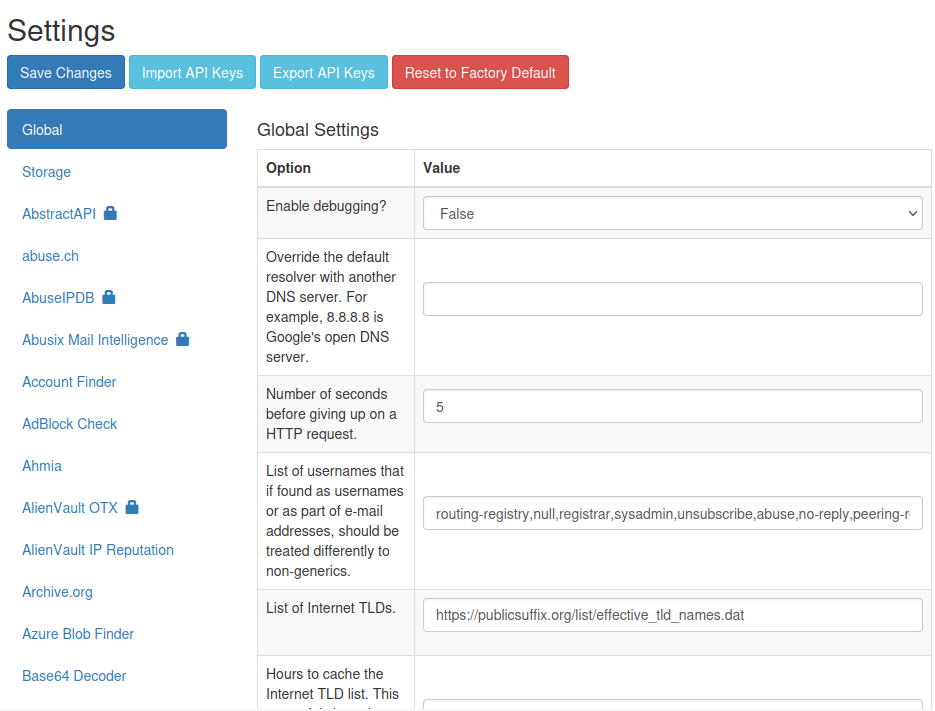 Settings
Save Changes
Import API Keys
Export API Keys
Reset to Factory Default
Global
Storage
AbstractAPI
abuse.ch
AbuseIPDB
Abusix Mail Intelligence
Account Finder
AdBlock Check
Ahmia
AlienVault OTX
AlienVault IP Reputation
Archive.org
Azure Blob Finder
Base64 Decoder
Global Settings
Option
Value
Enable debugging?
False
Override the default
resolver with another
DNS server. For
example, 8.8.8.8 is
Google's open DNS
server.
Number of seconds
before giving up on a
HTTP request.
5
List of usernames that
if found as usernames
or as part of e-mail
addresses, should be
treated differently to
non-generics.
routing-registry,null,registrar,sysadmin,unsubscribe,abuse,no-reply,peering-r
List of Internet TLDs.
https://publicsuffix.org/list/effective_tld_names.dat
Hours to cache the
Internet TLD list. This